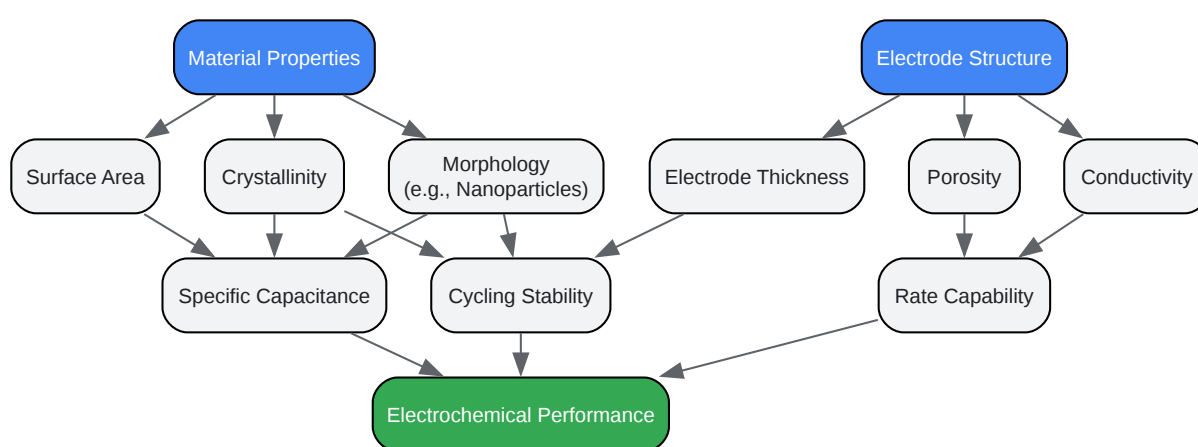 Material Properties
Electrode Structure
Surface Area
Crystallinity
Morphology
(e.g., Nanoparticles)
Electrode Thickness
Porosity
Conductivity
Specific Capacitance
Cycling Stability
Rate Capability
Electrochemical Performance